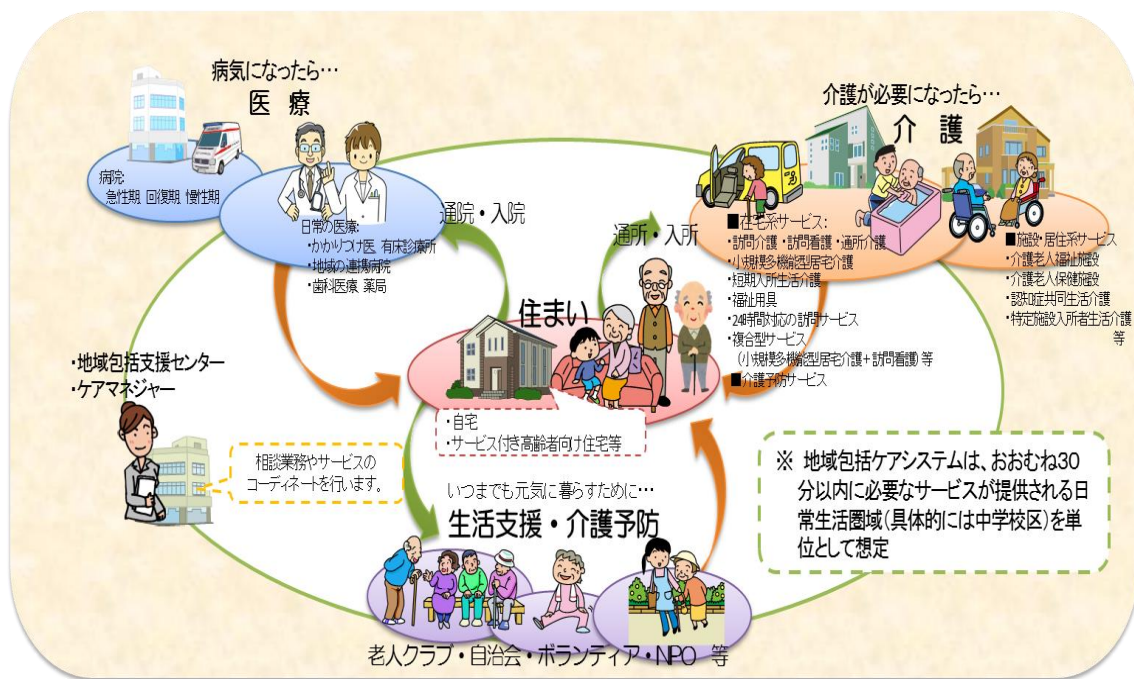 病気になったら…
医 療
病院:
急性期、回復期、慢性期
日常の医療:
・かかりつけ医、有床診療所
・地域の連携病院
・歯科医療、薬局
通院・入院
介護が必要になったら…
介 護
通所・入所
■在宅系サービス:
・訪問介護・訪問看護・通所介護
・小規模多機能型居宅介護
・短期入所生活介護
・福祉用具
・24時間対応の訪問サービス
・複合型サービス
(小規模多機能型居宅介護+訪問看護)等
■介護予防サービス
■施設・居住系サービス
・介護老人福祉施設
・介護老人保健施設
・認知症共同生活介護
・特定施設入所者生活介護
等
住まい
・自宅
・サービス付き高齢者向け住宅等
・地域包括支援センター
・ケアマネジャー
相談業務やサービスの
コーディネートを行います。
いつまでも元気に暮らすために…
生活支援・介護予防
老人クラブ・自治会・ボランティア・NPO 等
※ 地域包括ケアシステムは、おおむね30
分以内に必要なサービスが提供される日
常生活圏域(具体的には中学校区)を単
位として想定